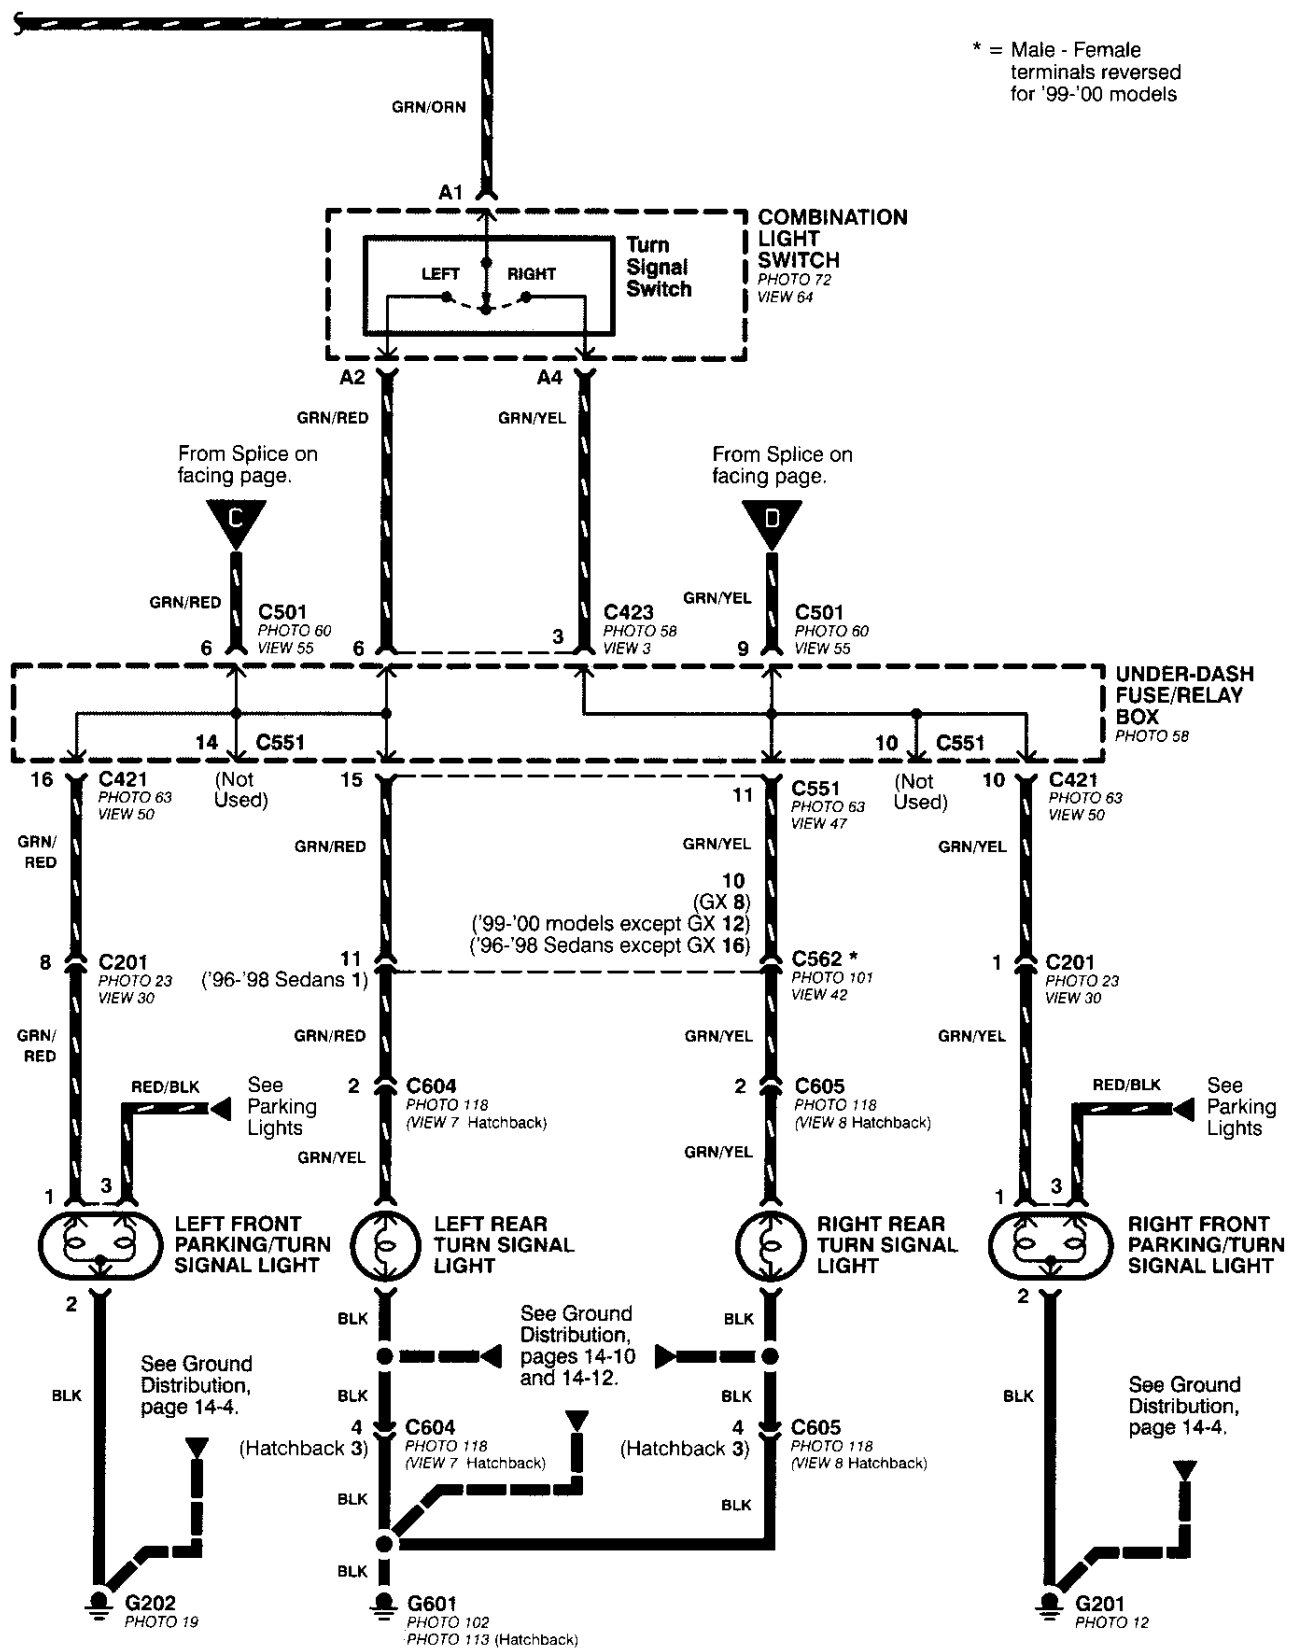 * = Male - Female
terminals reversed
for '99-'00 models
GRN/ORN
A1
COMBINATION
LIGHT
SWITCH
PHOTO 72
VIEW 64
Turn
Signal
Switch
LEFT
RIGHT
A2
A4
GRN/RED
GRN/YEL
From Splice on
facing page.
From Splice on
facing page.
C
D
GRN/RED
C501
PHOTO 60
VIEW 55
6
6
3
C423
PHOTO 58
VIEW 3
GRN/YEL
C501
PHOTO 60
VIEW 55
9
UNDER-DASH
FUSE/RELAY
BOX
PHOTO 58
14
C551
10
C551
16
C421
PHOTO 63
VIEW 50
(Not
Used)
15
11
C551
PHOTO 63
VIEW 47
(Not
Used)
10
C421
PHOTO 63
VIEW 50
GRN/
RED
GRN/RED
GRN/YEL
GRN/YEL
10
(GX 8)
('99-'00 models except GX 12)
('96-'98 Sedans except GX 16)
8
C201
PHOTO 23
VIEW 30
11
('96-'98 Sedans 1)
C562 *
PHOTO 101
VIEW 42
1
C201
PHOTO 23
VIEW 30
GRN/
RED
GRN/RED
GRN/YEL
GRN/YEL
RED/BLK
See
Parking
Lights
2
C604
PHOTO 118
(VIEW 7 Hatchback)
2
C605
PHOTO 118
(VIEW 8 Hatchback)
RED/BLK
See
Parking
Lights
GRN/YEL
GRN/YEL
1
3
1
3
LEFT FRONT
PARKING/TURN
SIGNAL LIGHT
LEFT REAR
TURN SIGNAL
LIGHT
RIGHT REAR
TURN SIGNAL
LIGHT
RIGHT FRONT
PARKING/TURN
SIGNAL LIGHT
2
2
BLK
See Ground
Distribution,
pages 14-10
and 14-12.
BLK
See Ground
Distribution,
page 14-4.
BLK
BLK
BLK
BLK
See Ground
Distribution,
page 14-4.
4
(Hatchback 3)
C604
PHOTO 118
(VIEW 7 Hatchback)
4
(Hatchback 3)
C605
PHOTO 118
(VIEW 8 Hatchback)
BLK
BLK
BLK
G202
PHOTO 19
G601
PHOTO 102
PHOTO 113 (Hatchback)
G201
PHOTO 12